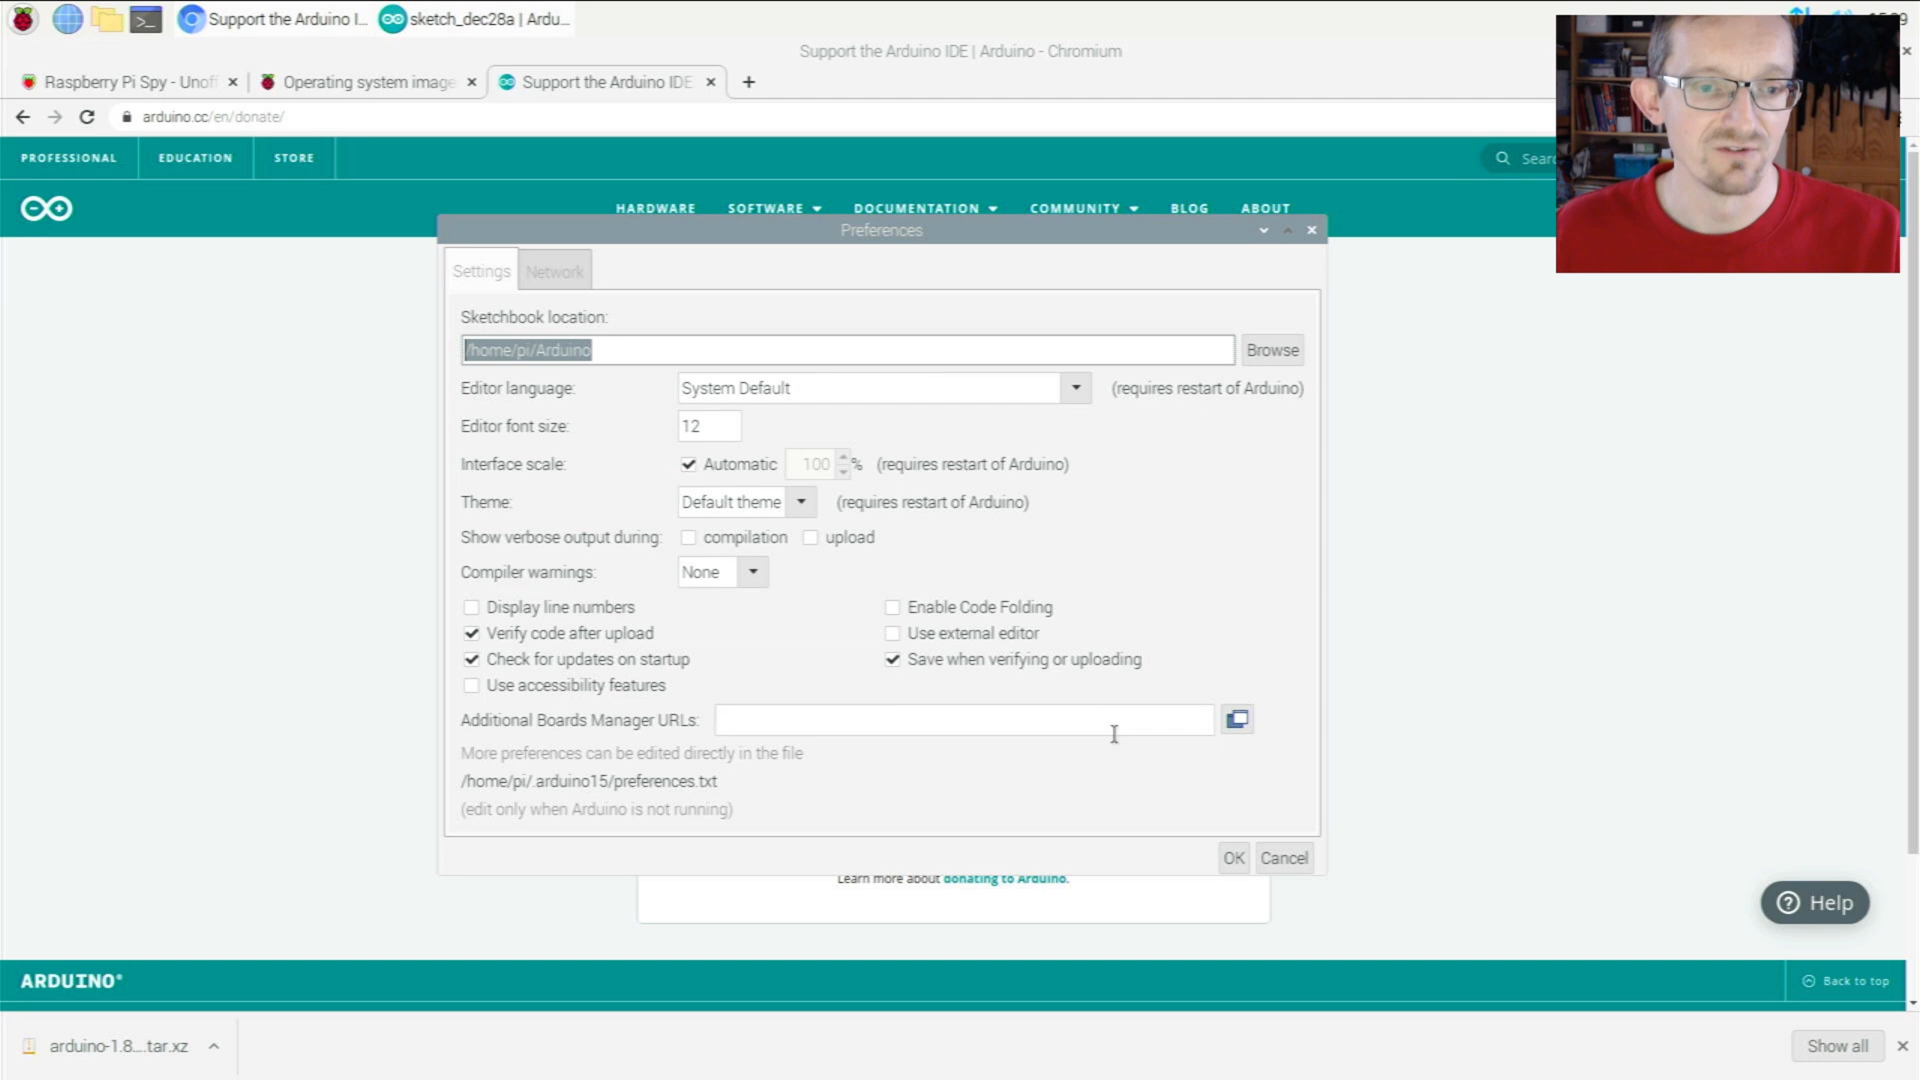 Support the Arduino I...
sketch_dec28a | Ardu...
Support the Arduino IDE | Arduino - Chromium
Raspberry Pi Spy - Unof
Operating system image
Support the Arduino IDE
arduino.cc/en/donate/
PROFESSIONAL
EDUCATION
STORE
Sear
HARDWARE
SOFTWARE
DOCUMENTATION
COMMUNITY
BLOG
ABOUT
Preferences
Settings
Network
Sketchbook location:
/home/pi/Arduino
Browse
Editor language:
System Default
(requires restart of Arduino)
Editor font size:
12
Interface scale:
Automatic
100
%
(requires restart of Arduino)
Theme:
Default theme
(requires restart of Arduino)
Show verbose output during:
compilation
upload
Compiler warnings:
None
Display line numbers
Enable Code Folding
Verify code after upload
Use external editor
Check for updates on startup
Save when verifying or uploading
Use accessibility features
Additional Boards Manager URLs:
More preferences can be edited directly in the file
/home/pi/.arduino15/preferences.txt
(edit only when Arduino is not running)
OK
Cancel
Learn more about donating to Arduino.
Help
ARDUINO®
Back to top
arduino-1.8....tar.xz
Show all